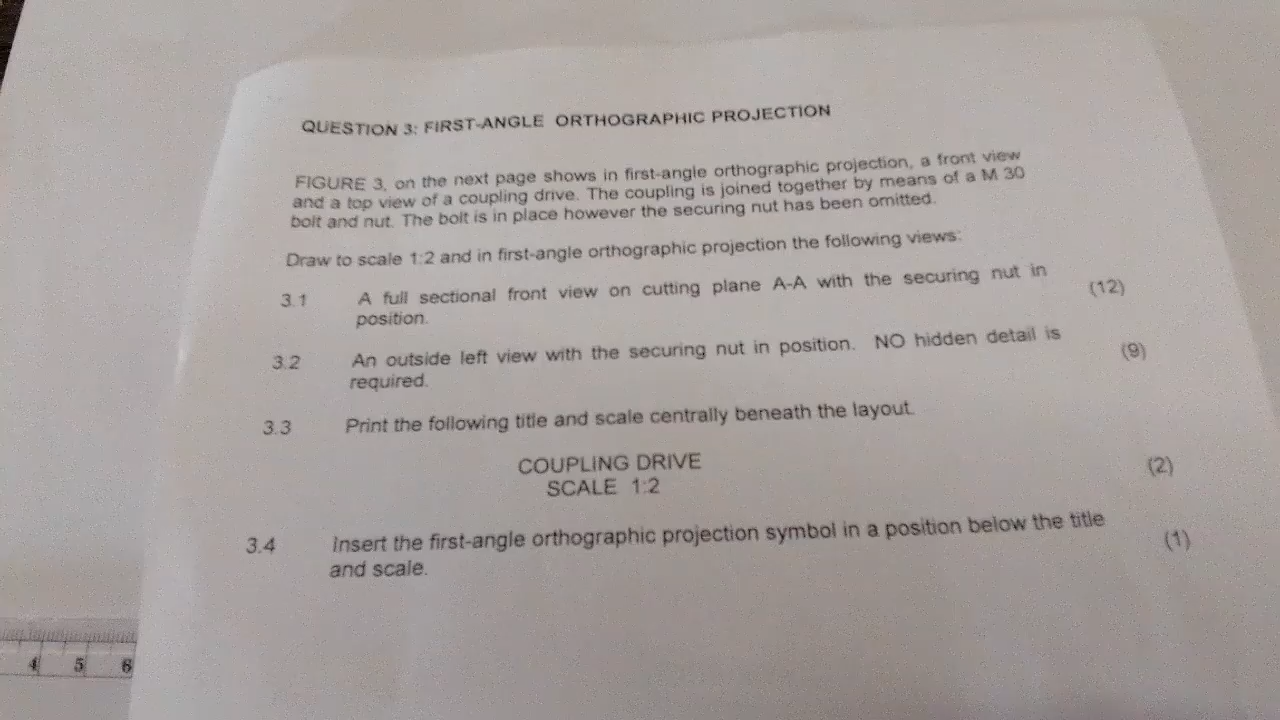 QUESTION 3: FIRST-ANGLE ORTHOGRAPHIC PROJECTION
FIGURE 3, on the next page shows in first-angle orthographic projection, a front view
and a top view of a coupling drive. The coupling is joined together by means of a M 30
bolt and nut. The bolt is in place however the securing nut has been omitted.
Draw to scale 1:2 and in first-angle orthographic projection the following views:
3.1 A full sectional front view on cutting plane A-A with the securing nut in
position. (12)
3.2 An outside left view with the securing nut in position. NO hidden detail is
required. (9)
3.3 Print the following title and scale centrally beneath the layout.
COUPLING DRIVE
SCALE 1:2 (2)
3.4 Insert the first-angle orthographic projection symbol in a position below the title
and scale. (1)
4 5 6